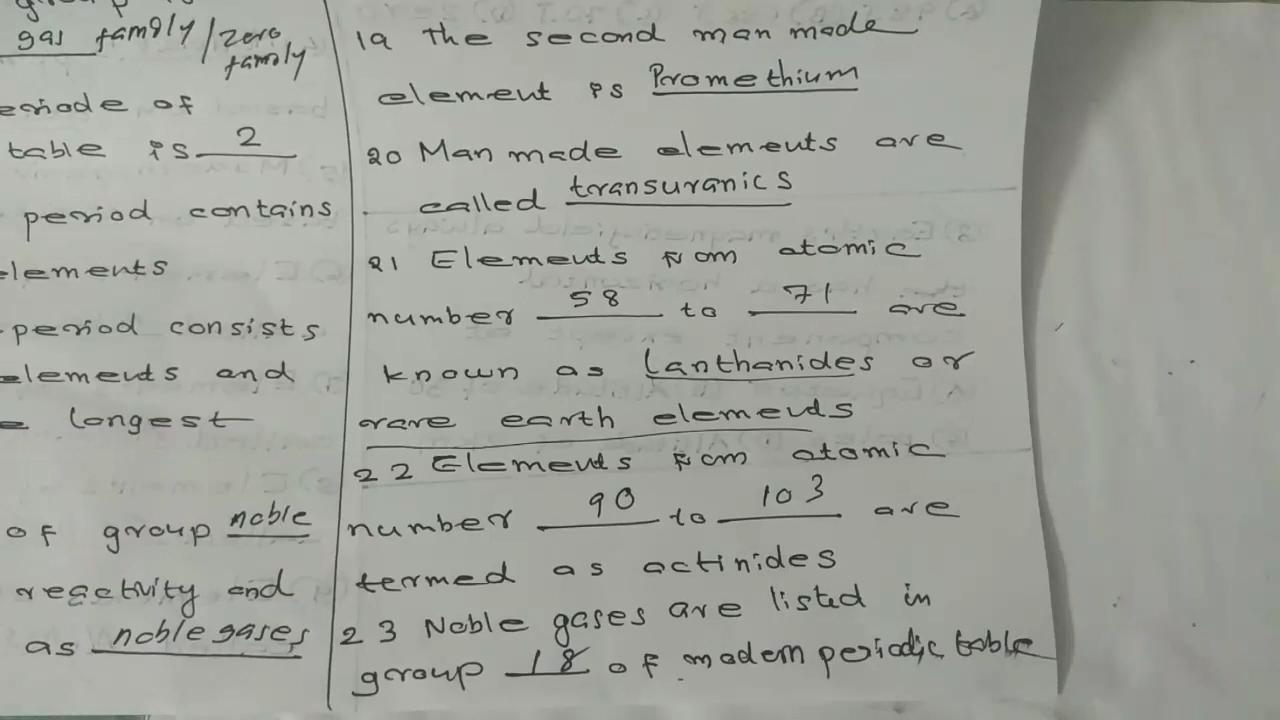 gas family/zero
family
eriode of
table is 2
period contains
elements
period consists
elements and
longest
of group noble
reactivity and
as noble gases
19 the second man made
element is Promethium
20 Man made elements are
called transuranics
21 Elements from atomic
number 58 to 71 are
known as lanthanides or
rare earth elements
22 Elements from atomic
number 90 to 103 are
termed as actinides
23 Noble gases are listed in
group 18 of modern periodic table